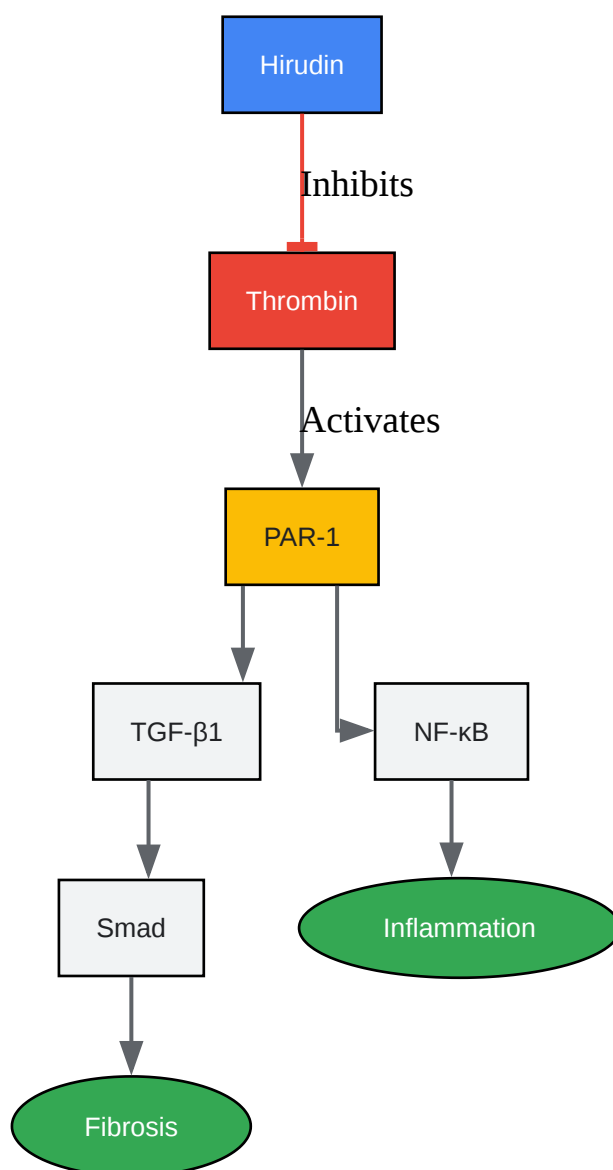 Hirudin
Inhibits
Thrombin
Activates
PAR-1
TGF-β1
NF-κB
Smad
Inflammation
Fibrosis